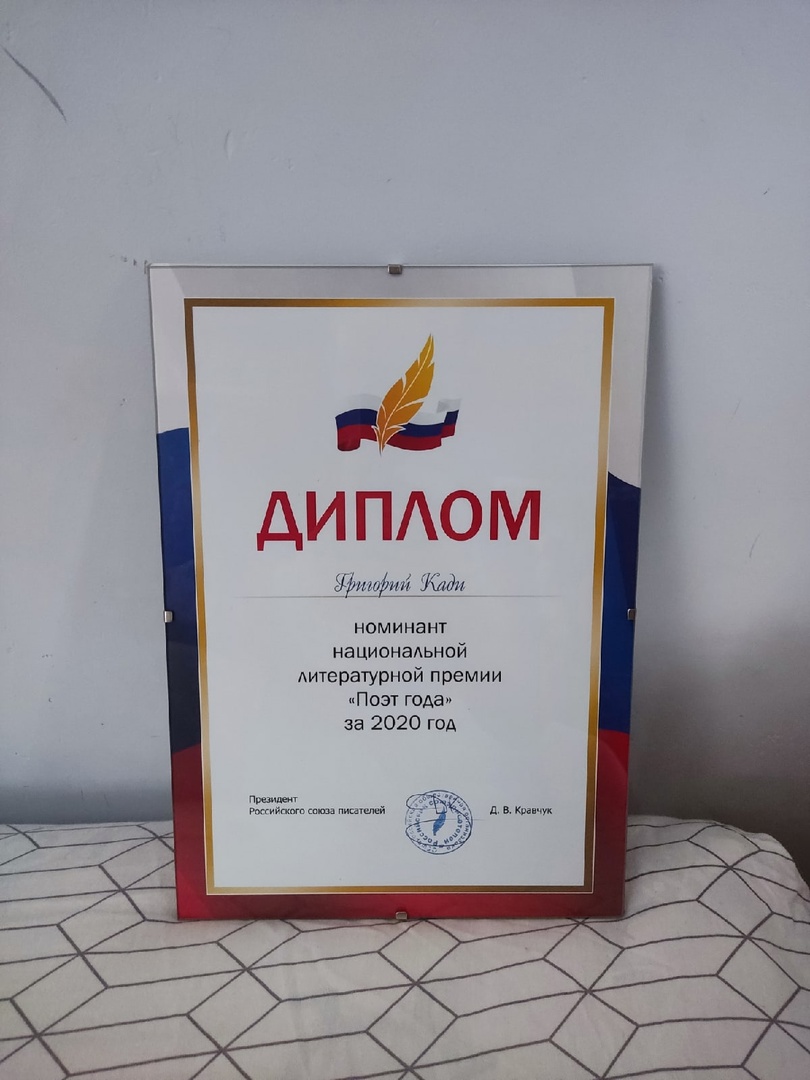 ДИПЛОМ
Григорий Кади
номинант
национальной
литературной премии
«Поэт года»
за 2020 год
Президент
Российского союза писателей
Д. В. Кравчук